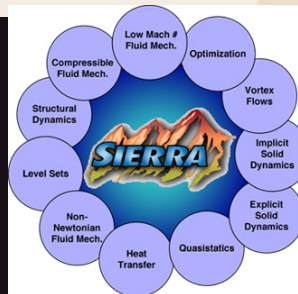 Low Mach #
Fluid Mech.
Optimization
Vortex
Flows
Implicit
Solid
Dynamics
Explicit
Solid
Dynamics
Quasistatics
Heat
Transfer
Non-
Newtonian
Fluid Mech.
Level Sets
Structural
Dynamics
Compressible
Fluid Mech.
SIERRA